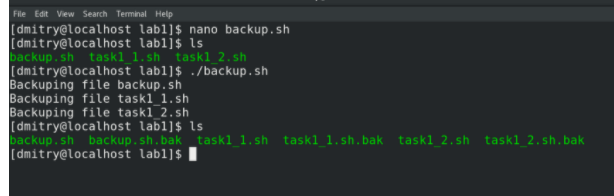 File Edit View Search Terminal Help
[dmitry@localhost lab1]$ nano backup.sh
[dmitry@localhost lab1]$ ls
backup.sh task1_1.sh task1_2.sh
[dmitry@localhost lab1]$ ./backup.sh
Backuping file backup.sh
Backuping file task1_1.sh
Backuping file task1_2.sh
[dmitry@localhost lab1]$ ls
backup.sh backup.sh.bak task1_1.sh task1_1.sh.bak task1_2.sh task1_2.sh.bak
[dmitry@localhost lab1]$